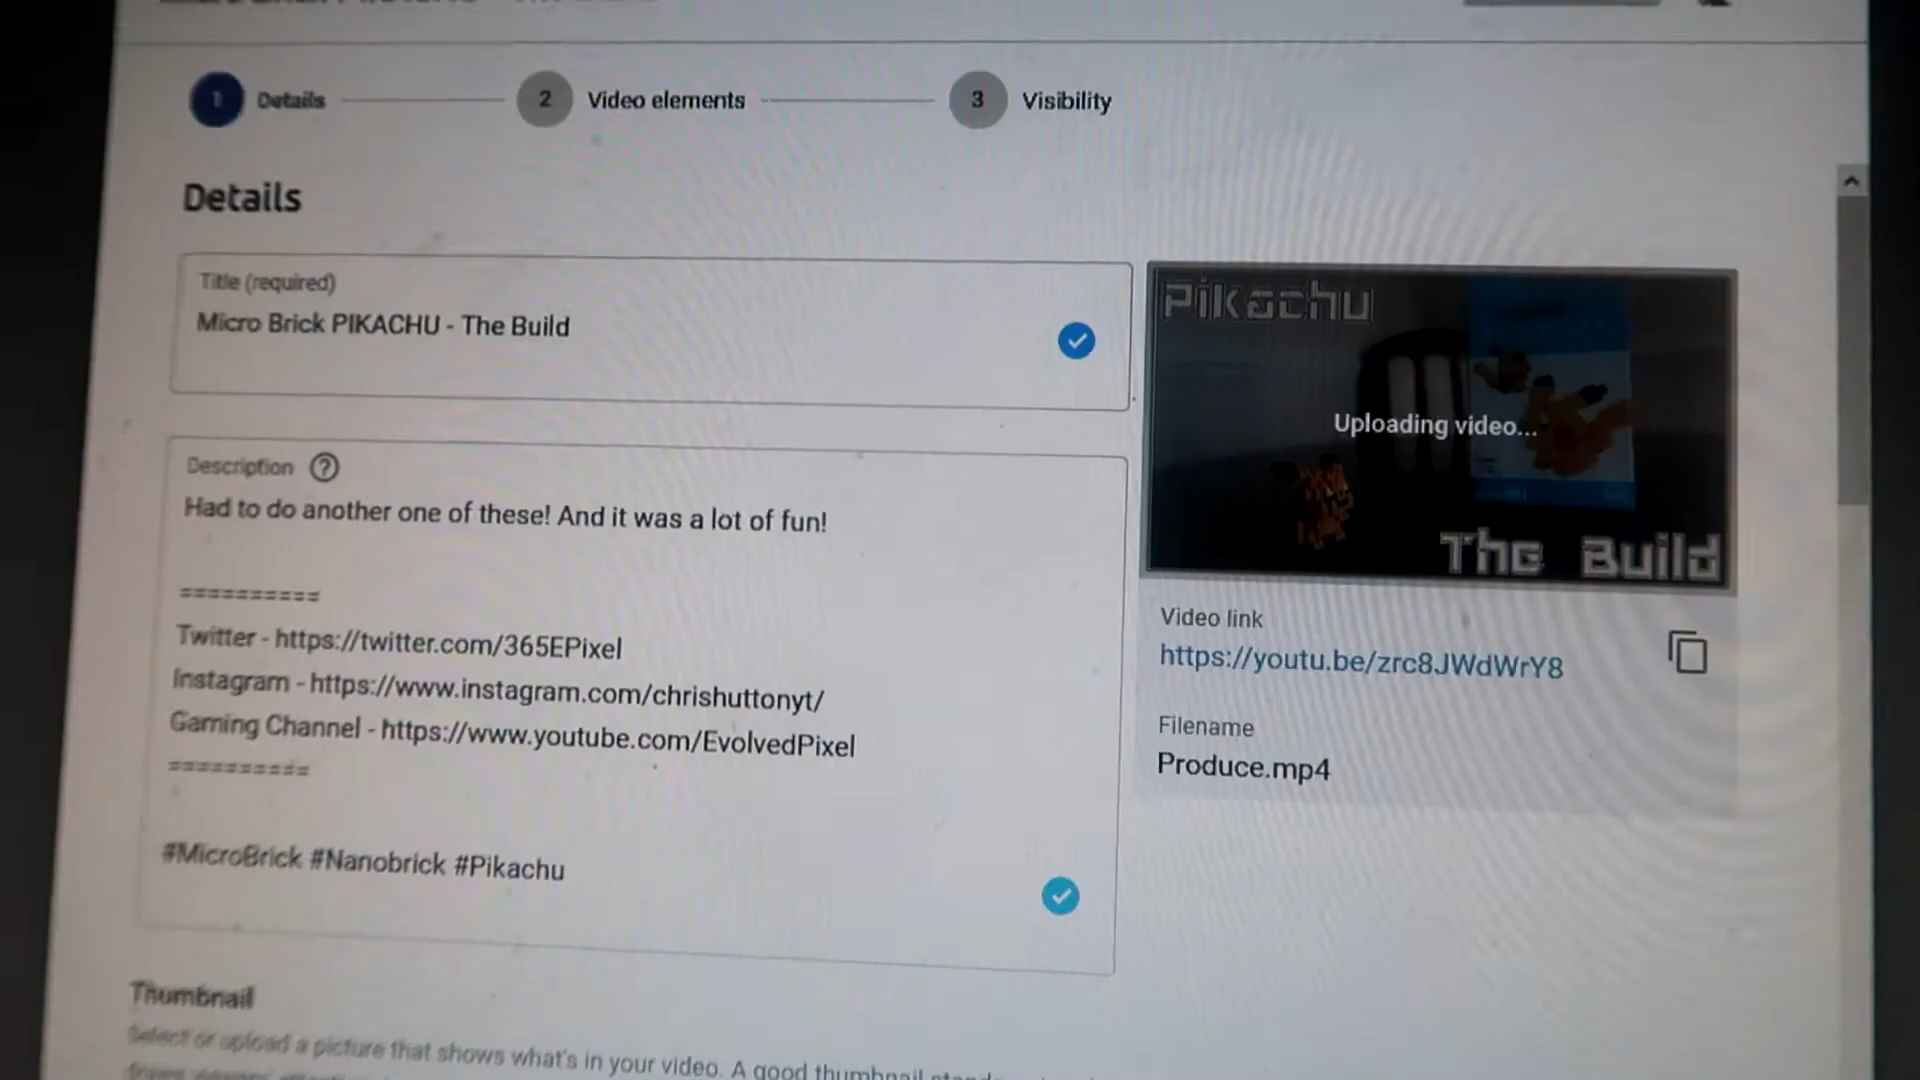 1 Details 2 Video elements 3 Visibility
Details
Title (required)
Micro Brick PIKACHU - The Build
Description ?
Had to do another one of these! And it was a lot of fun!
==========
Twitter - https://twitter.com/365EPixel
Instagram - https://www.instagram.com/chrishuttonyt/
Gaming Channel - https://www.youtube.com/EvolvedPixel
==========
#MicroBrick #Nanobrick #Pikachu
Pikachu
Uploading video...
The Build
Video link
https://youtu.be/zrc8JWdWrY8
Filename
Produce.mp4
Thumbnail
Select or upload a picture that shows what's in your video. A good thumbnail